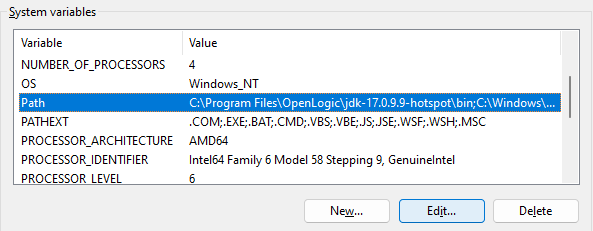 System variables
Variable Value
NUMBER_OF_PROCESSORS 4
OS Windows_NT
Path C:\Program Files\OpenLogic\jdk-17.0.9.9-hotspot\bin;C:\Windows\...
PATHEXT .COM;.EXE;.BAT;.CMD;.VBS;.VBE;.JS;.JSE;.WSF;.WSH;.MSC
PROCESSOR_ARCHITECTURE AMD64
PROCESSOR_IDENTIFIER Intel64 Family 6 Model 58 Stepping 9, GenuineIntel
PROCESSOR_LEVEL 6
New... Edit... Delete